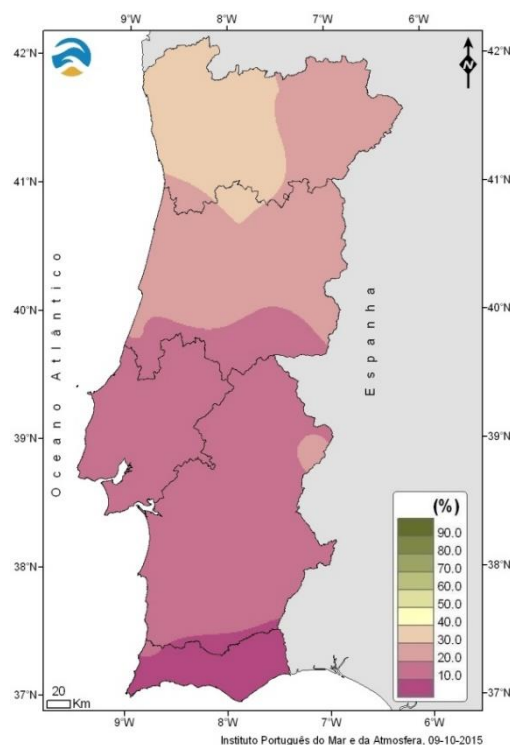 9°W 8°W 7°W 6°W
42°N 42°N
41°N 41°N
40°N 40°N
39°N 39°N
38°N 38°N
37°N 37°N
N
Oceano Atlântico
Espanha
(%)
90.0
80.0
70.0
60.0
50.0
40.0
30.0
20.0
10.0
20
Km
9°W 8°W 7°W 6°W
Instituto Português do Mar e da Atmosfera, 09-10-2015